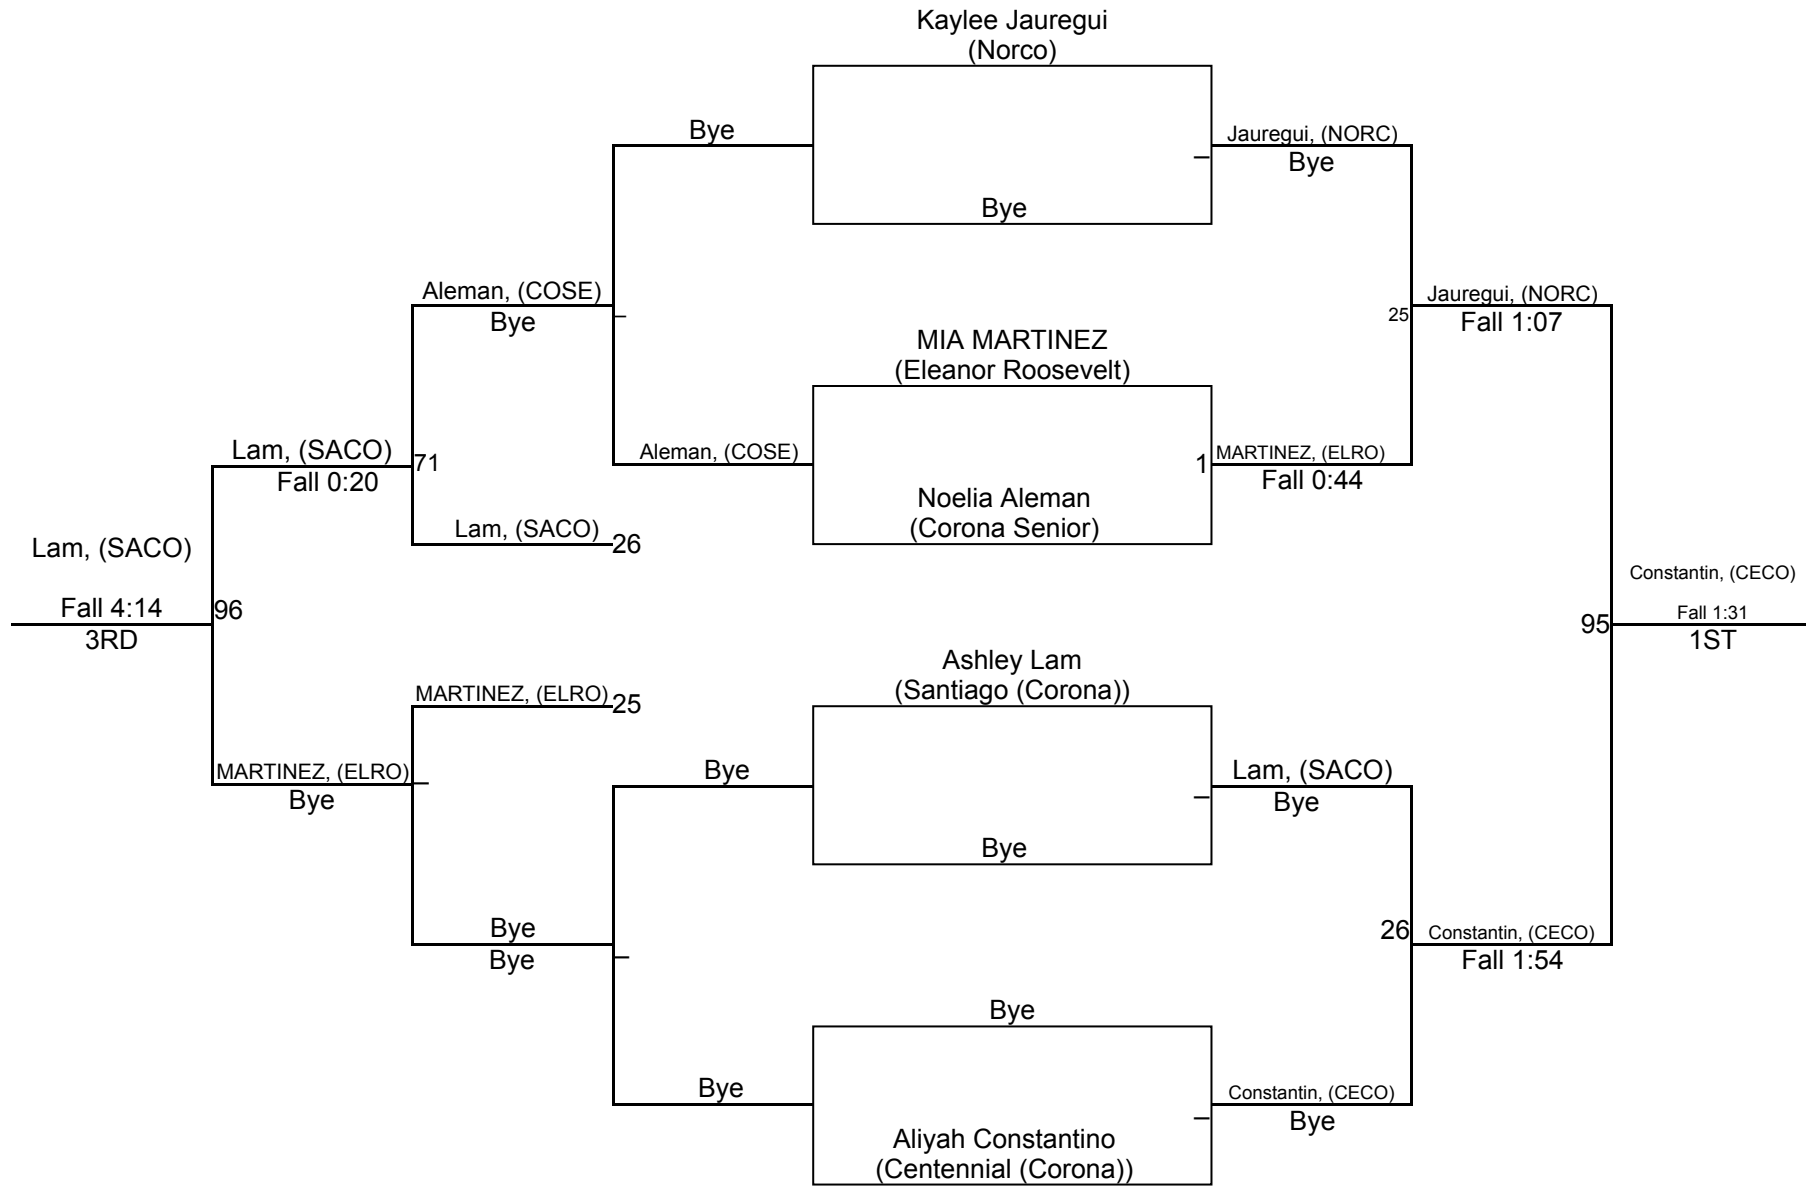 Kaylee Jauregui
(Norco)
Bye
Jauregui, (NORC)
Bye
Bye
Aleman, (COSE)
Bye
Jauregui, (NORC)
25
Fall 1:07
MIA MARTINEZ
(Eleanor Roosevelt)
Lam, (SACO)
71
Fall 0:20
Aleman, (COSE)
1
MARTINEZ, (ELRO)
Fall 0:44
Noelia Aleman
(Corona Senior)
Lam, (SACO)
26
Lam, (SACO)
Fall 4:14
96
3RD
Constantin, (CECO)
95
Fall 1:31
1ST
Ashley Lam
(Santiago (Corona))
MARTINEZ, (ELRO)
25
MARTINEZ, (ELRO)
Bye
Bye
Lam, (SACO)
Bye
Bye
Bye
Bye
26
Constantin, (CECO)
Fall 1:54
Bye
Bye
Constantin, (CECO)
Bye
Aliyah Constantino
(Centennial (Corona))